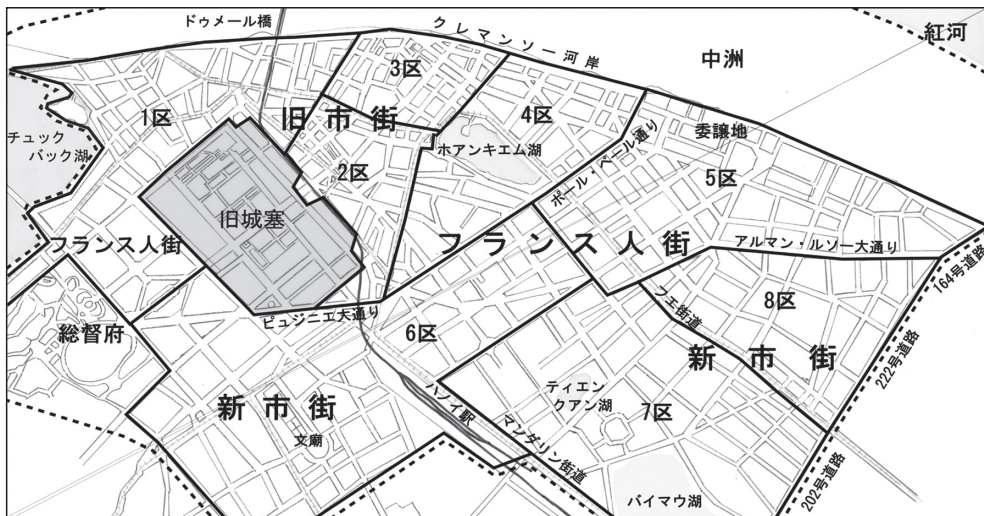 ドゥメール橋
クレマンソー河岸
中洲
紅河
3区
1区
旧市街
4区
委譲地
チュック
バック湖
ホアンキエム湖
2区
5区
ポール・ベール通り
旧城塞
フランス人街
フランス人街
アルマン・ルソー大通り
164号道路
総督府
ピュジニエ大通り
6区
フエ街道
8区
新市街
222号道路
新市街
ハノイ駅
ティエン
クアン湖
7区
文廟
マンダリン街道
バイマウ湖
202号道路